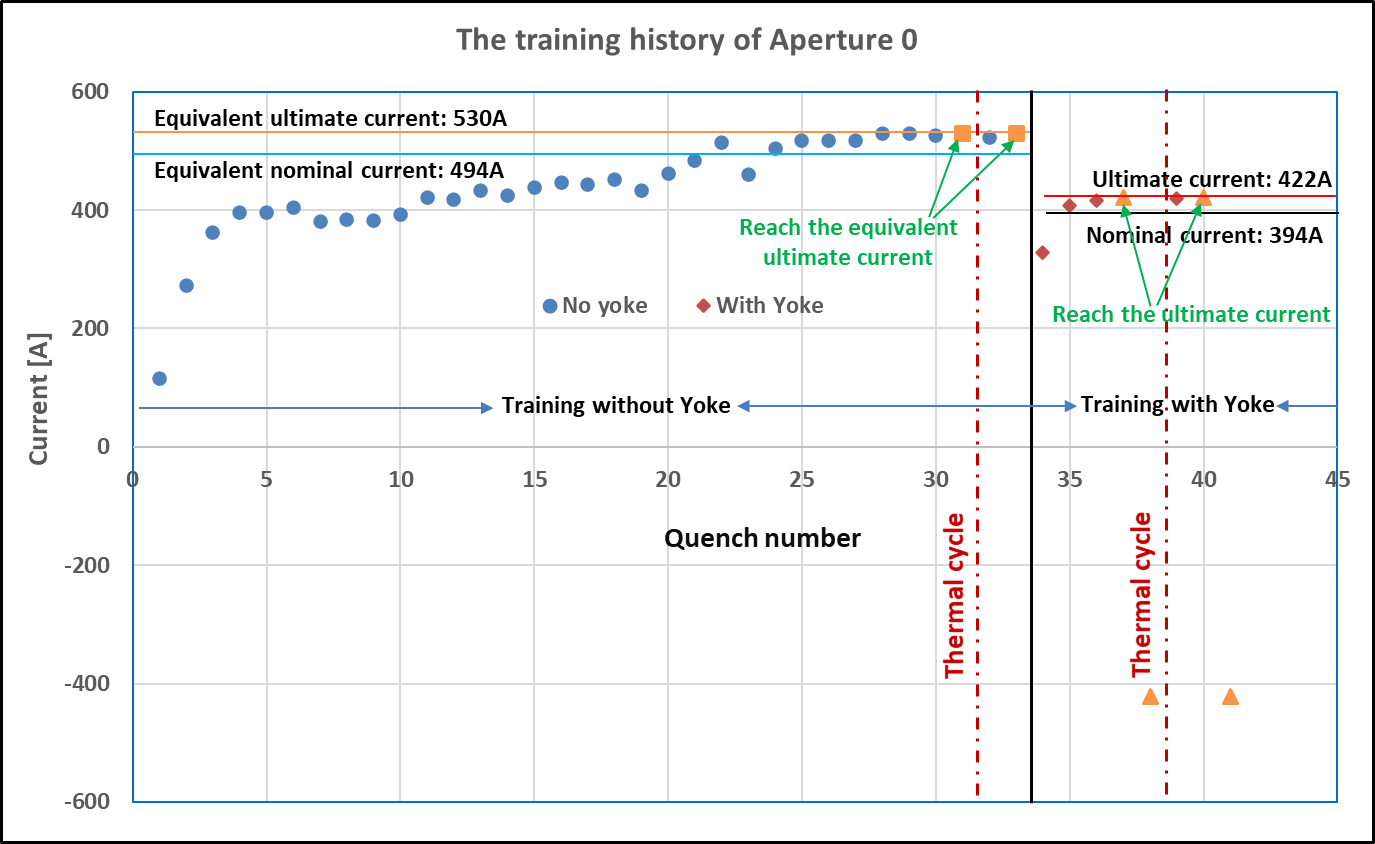 The training history of Aperture 0
600
Equivalent ultimate current: 530A
Equivalent nominal current: 494A
Ultimate current: 422A
400
Reach the equivalent
ultimate current
Nominal current: 394A
No yoke
With Yoke
Reach the ultimate current
200
Training without Yoke
Training with Yoke
Current [A]
0
0 5 10 15 20 25 30 35 40 45
Quench number
Thermal cycle
Thermal cycle
-200
-400
-600